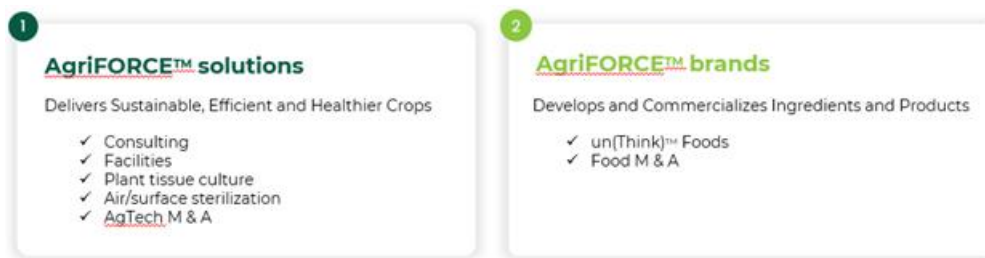 1
AgriFORCE™ solutions
Delivers Sustainable, Efficient and Healthier Crops
✓ Consulting
✓ Facilities
✓ Plant tissue culture
✓ Air/surface sterilization
✓ AgTech M & A
2
AgriFORCE™ brands
Develops and Commercializes Ingredients and Products
✓ un(Think)™ Foods
✓ Food M & A